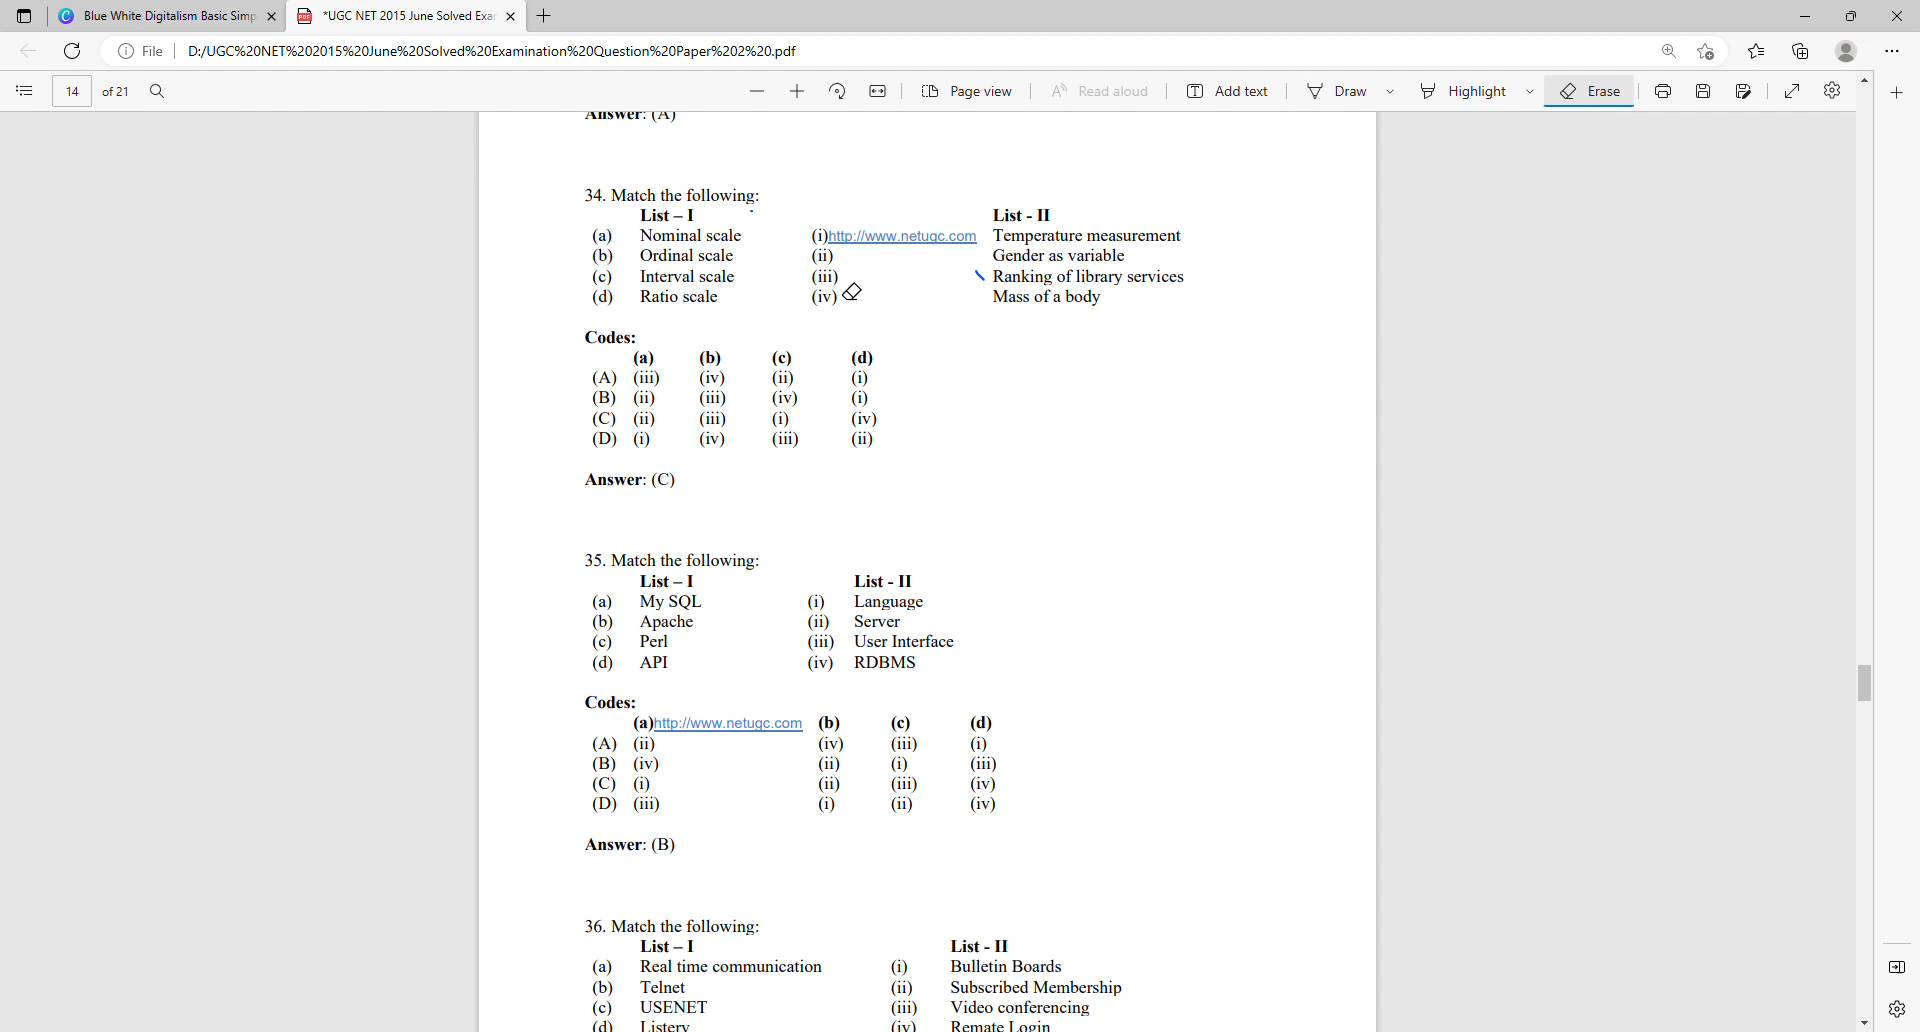 Blue White Digitalism Basic Simp
*UGC NET 2015 June Solved Exar
File
D:/UGC%20NET%202015%20June%20Solved%20Examination%20Question%20Paper%202%20.pdf
14 of 21 Page view Read aloud Add text Draw Highlight Erase
Answer: (A)
34. Match the following:
List – I List - II
(a) Nominal scale (i)http://www.netugc.com Temperature measurement
(b) Ordinal scale (ii) Gender as variable
(c) Interval scale (iii) Ranking of library services
(d) Ratio scale (iv) Mass of a body
Codes:
(a) (b) (c) (d)
(A) (iii) (iv) (ii) (i)
(B) (ii) (iii) (iv) (i)
(C) (ii) (iii) (i) (iv)
(D) (i) (iv) (iii) (ii)
Answer: (C)
35. Match the following:
List – I List - II
(a) My SQL (i) Language
(b) Apache (ii) Server
(c) Perl (iii) User Interface
(d) API (iv) RDBMS
Codes:
(a)http://www.netugc.com (b) (c) (d)
(A) (ii) (iv) (iii) (i)
(B) (iv) (ii) (i) (iii)
(C) (i) (ii) (iii) (iv)
(D) (iii) (i) (ii) (iv)
Answer: (B)
36. Match the following:
List – I List - II
(a) Real time communication (i) Bulletin Boards
(b) Telnet (ii) Subscribed Membership
(c) USENET (iii) Video conferencing
(d) Listerv (iv) Remate Login